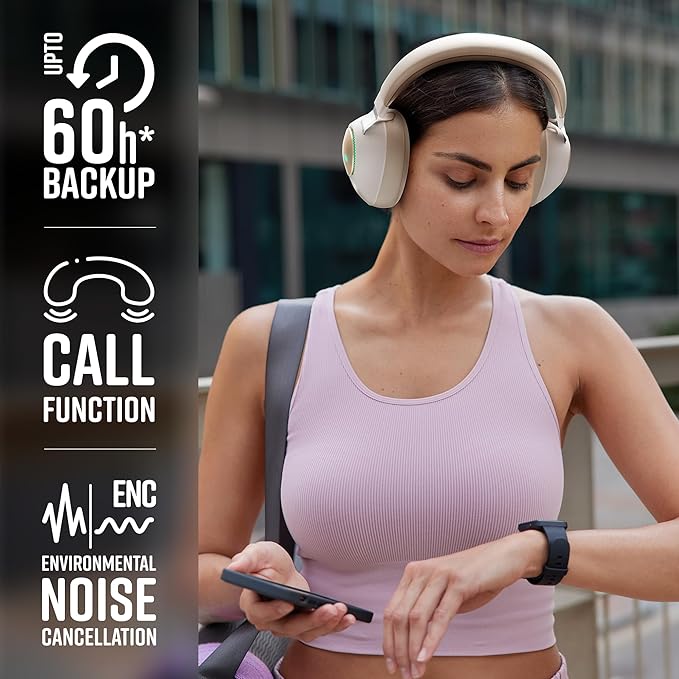 UPTO
60h*
BACKUP
CALL
FUNCTION
ENC
ENVIRONMENTAL
NOISE
CANCELLATION